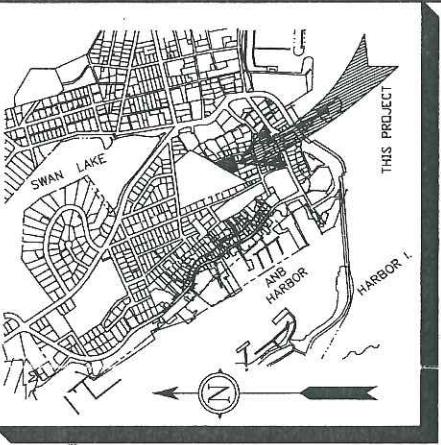 THIS PROJECT
SWAN LAKE
ANB
HARBOR
HARBOR I.
N